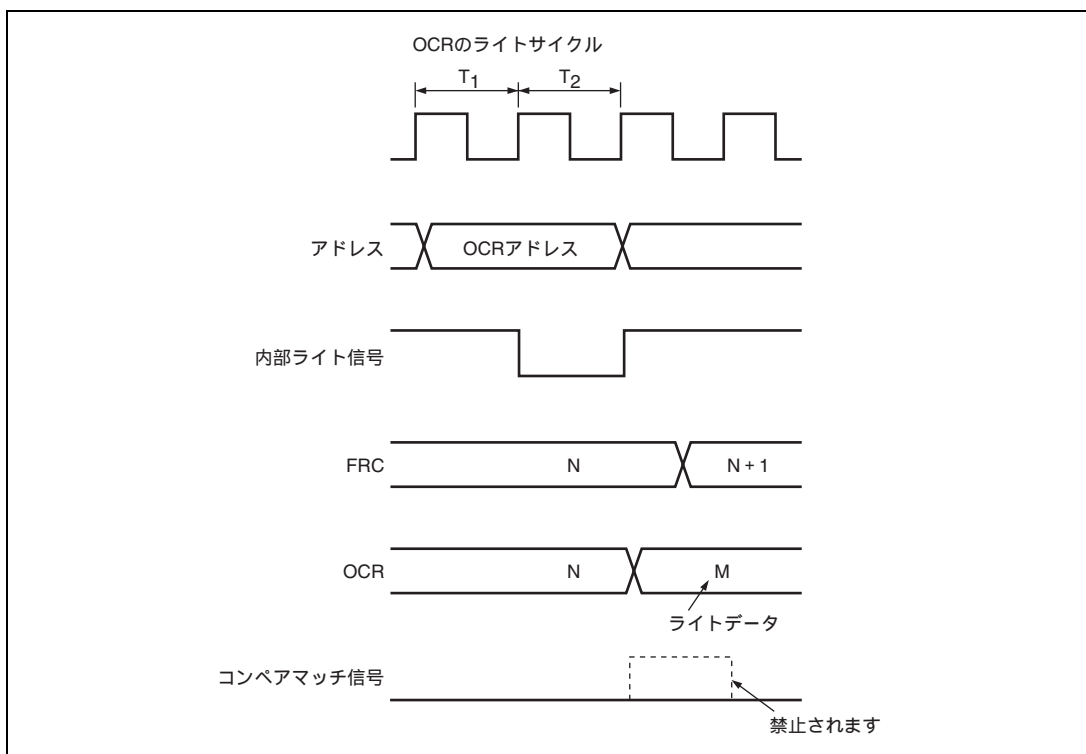 OCRのライトサイクル
T1 T2
アドレス OCRアドレス
内部ライト信号
FRC N N + 1
OCR N M
ライトデータ
コンペアマッチ信号
禁止されます